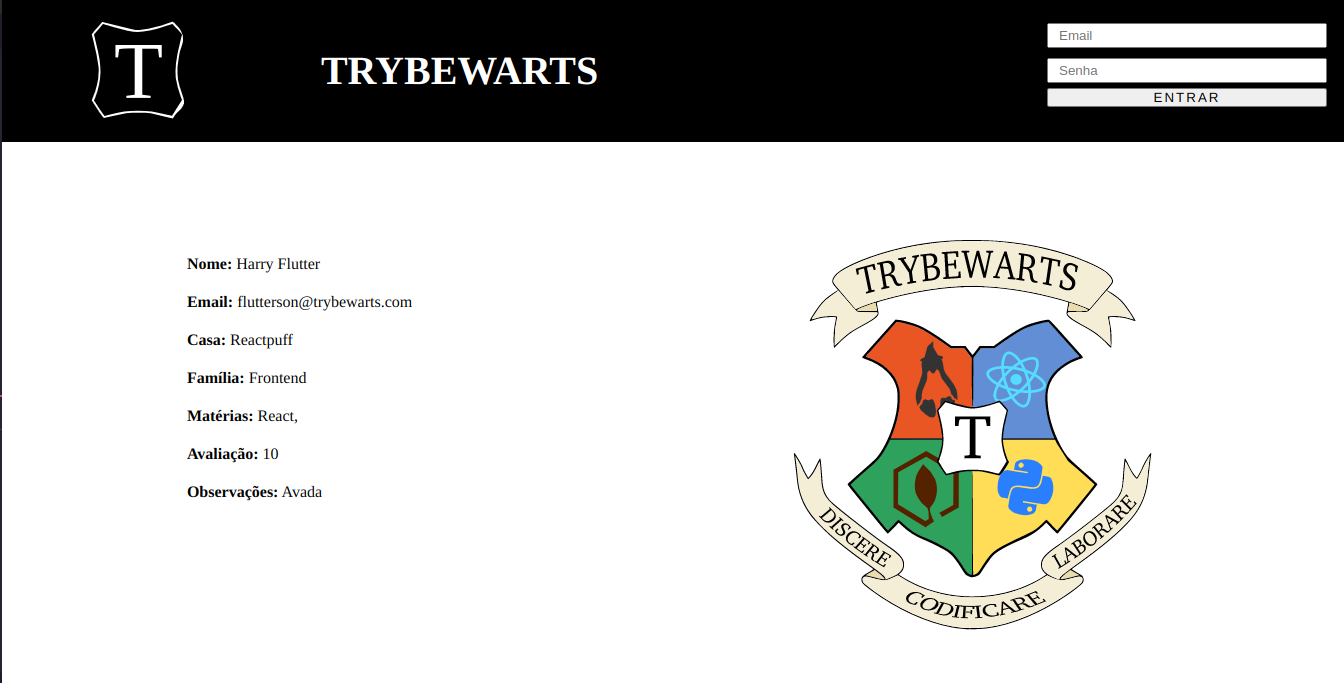 T
TRYBEWARTS
Email
Senha
ENTRAR
Nome: Harry Flutter
Email: flutterson@trybewarts.com
Casa: Reactpuff
Família: Frontend
Matérias: React,
Avaliação: 10
Observações: Avada
TRYBEWARTS
T
DISCERE
CODIFICARE
LABORARE